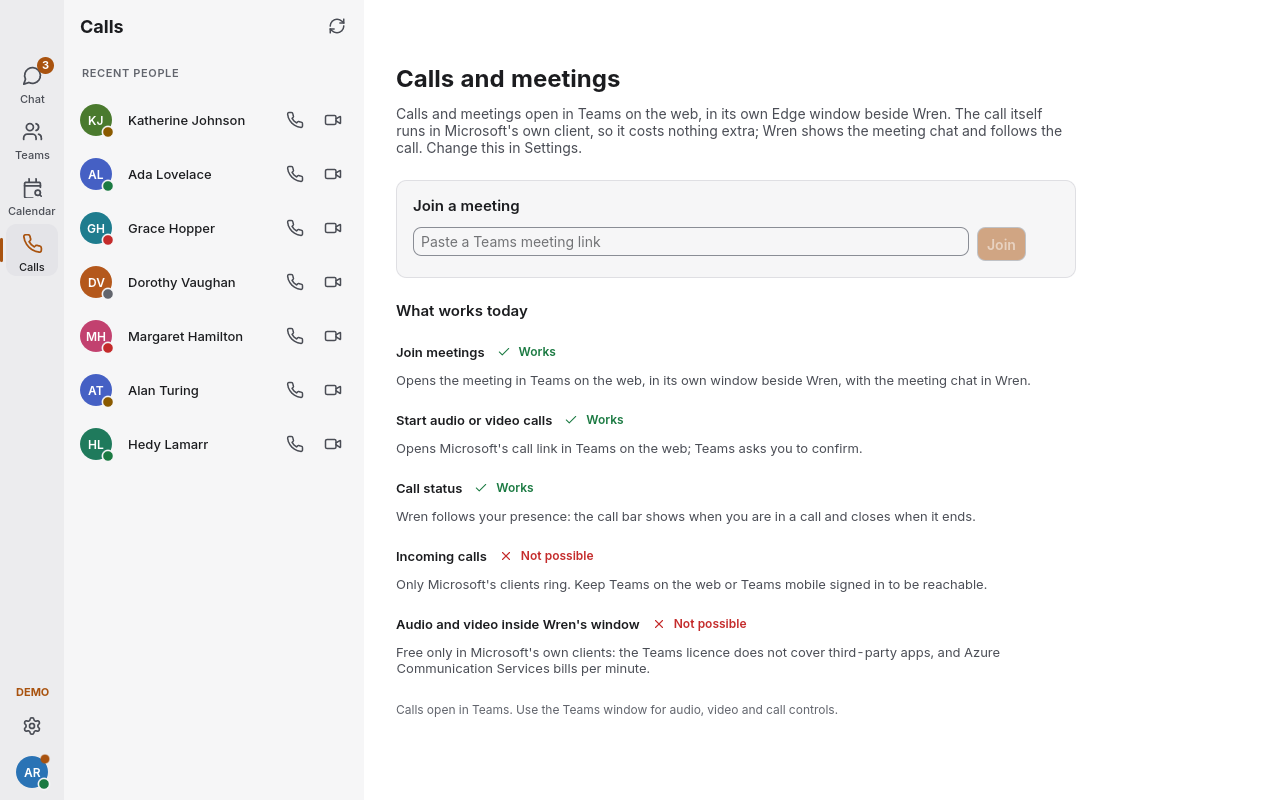 3
Chat
Teams
Calendar
Calls
DEMO
AR
Calls
RECENT PEOPLE
KJ Katherine Johnson
AL Ada Lovelace
GH Grace Hopper
DV Dorothy Vaughan
MH Margaret Hamilton
AT Alan Turing
HL Hedy Lamarr
Calls and meetings
Calls and meetings open in Teams on the web, in its own Edge window beside Wren. The call itself
runs in Microsoft's own client, so it costs nothing extra; Wren shows the meeting chat and follows the
call. Change this in Settings.
Join a meeting
Paste a Teams meeting link
Join
What works today
Join meetings Works
Opens the meeting in Teams on the web, in its own window beside Wren, with the meeting chat in Wren.
Start audio or video calls Works
Opens Microsoft's call link in Teams on the web; Teams asks you to confirm.
Call status Works
Wren follows your presence: the call bar shows when you are in a call and closes when it ends.
Incoming calls Not possible
Only Microsoft's clients ring. Keep Teams on the web or Teams mobile signed in to be reachable.
Audio and video inside Wren's window Not possible
Free only in Microsoft's own clients: the Teams licence does not cover third-party apps, and Azure
Communication Services bills per minute.
Calls open in Teams. Use the Teams window for audio, video and call controls.